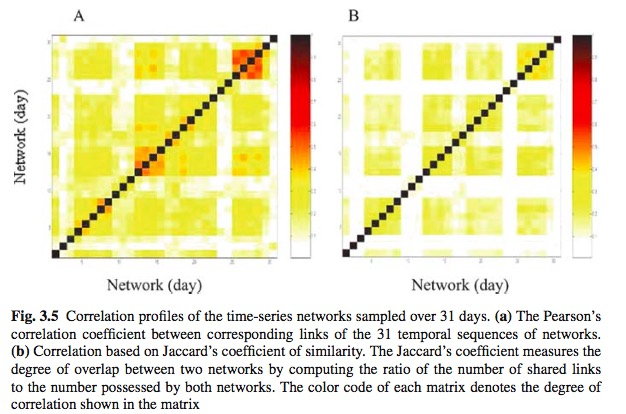 A
B
Network (day)
Network (day)
Network (day)
Fig. 3.5 Correlation profiles of the time-series networks sampled over 31 days. (a) The Pearson's
correlation coefficient between corresponding links of the 31 temporal sequences of networks.
(b) Correlation based on Jaccard's coefficient of similarity. The Jaccard's coefficient measures the
degree of overlap between two networks by computing the ratio of the number of shared links
to the number possessed by both networks. The color code of each matrix denotes the degree of
correlation shown in the matrix